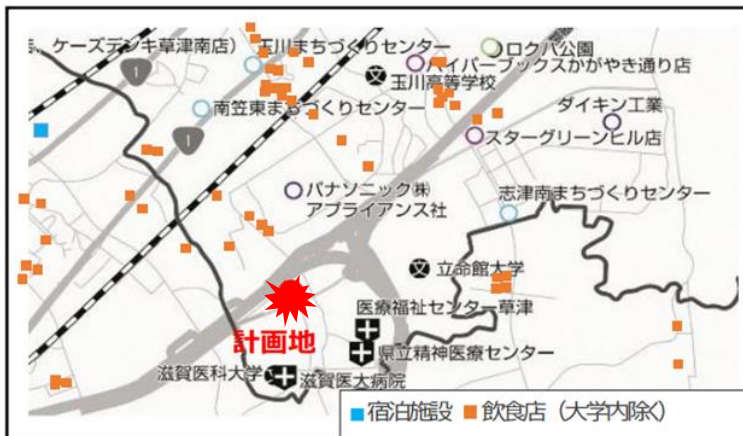 店、ケーズデンキ草津南店）
玉川まちづくりセンター
ロクハ公園
ハイパーブックスかがやき通り店
1
玉川高等学校
南笠東まちづくりセンター
ダイキン工業
1
スターグリーンヒル店
パナソニック㈱
アプライアンス社
志津南まちづくりセンター
立命館大学
医療福祉センター草津
計画地
県立精神医療センター
滋賀医科大学
滋賀医大病院
宿泊施設
飲食店（大学内除く）